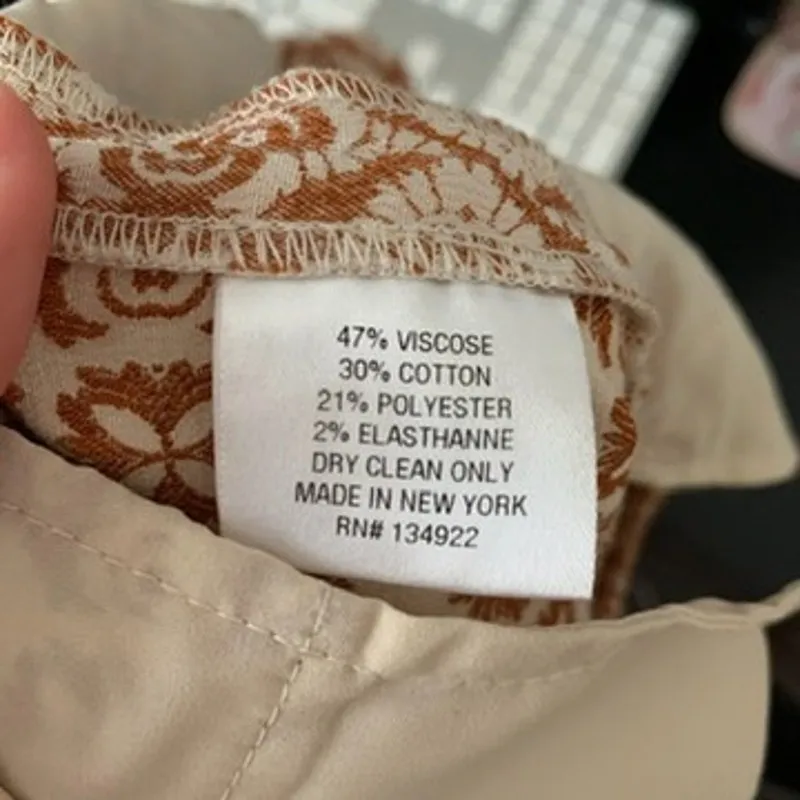 47% VISCOSE
30% COTTON
21% POLYESTER
2% ELASTHANNE
DRY CLEAN ONLY
MADE IN NEW YORK
RN# 134922